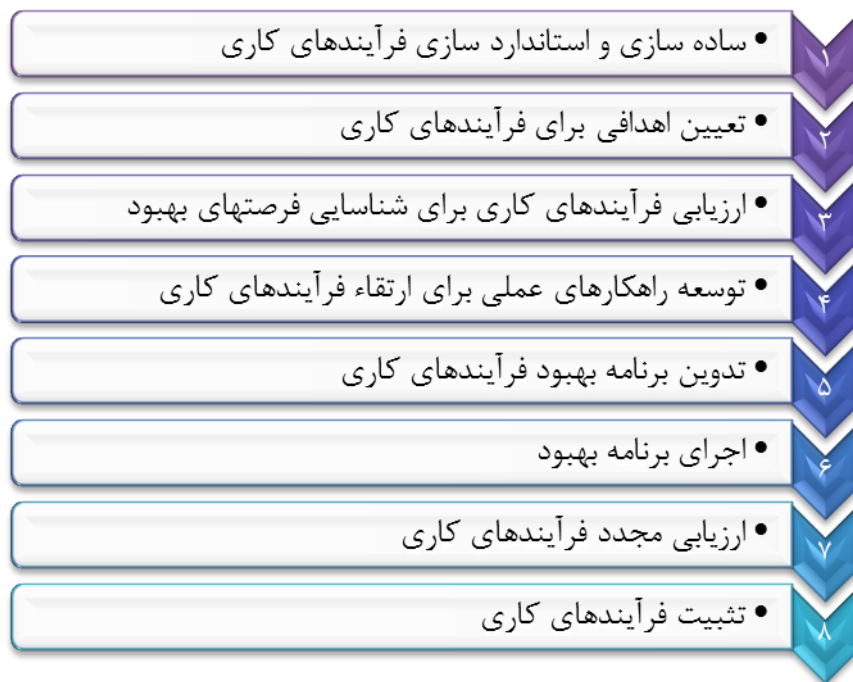 ۱ • ساده سازی و استاندارد سازی فرآیندهای کاری
۲ • تعیین اهدافی برای فرآیندهای کاری
۳ • ارزیابی فرآیندهای کاری برای شناسایی فرصتهای بهبود
۴ • توسعه راهکارهای عملی برای ارتقاء فرآیندهای کاری
۵ • تدوین برنامه بهبود فرآیندهای کاری
۶ • اجرای برنامه بهبود
۷ • ارزیابی مجدد فرآیندهای کاری
۸ • تثبیت فرآیندهای کاری